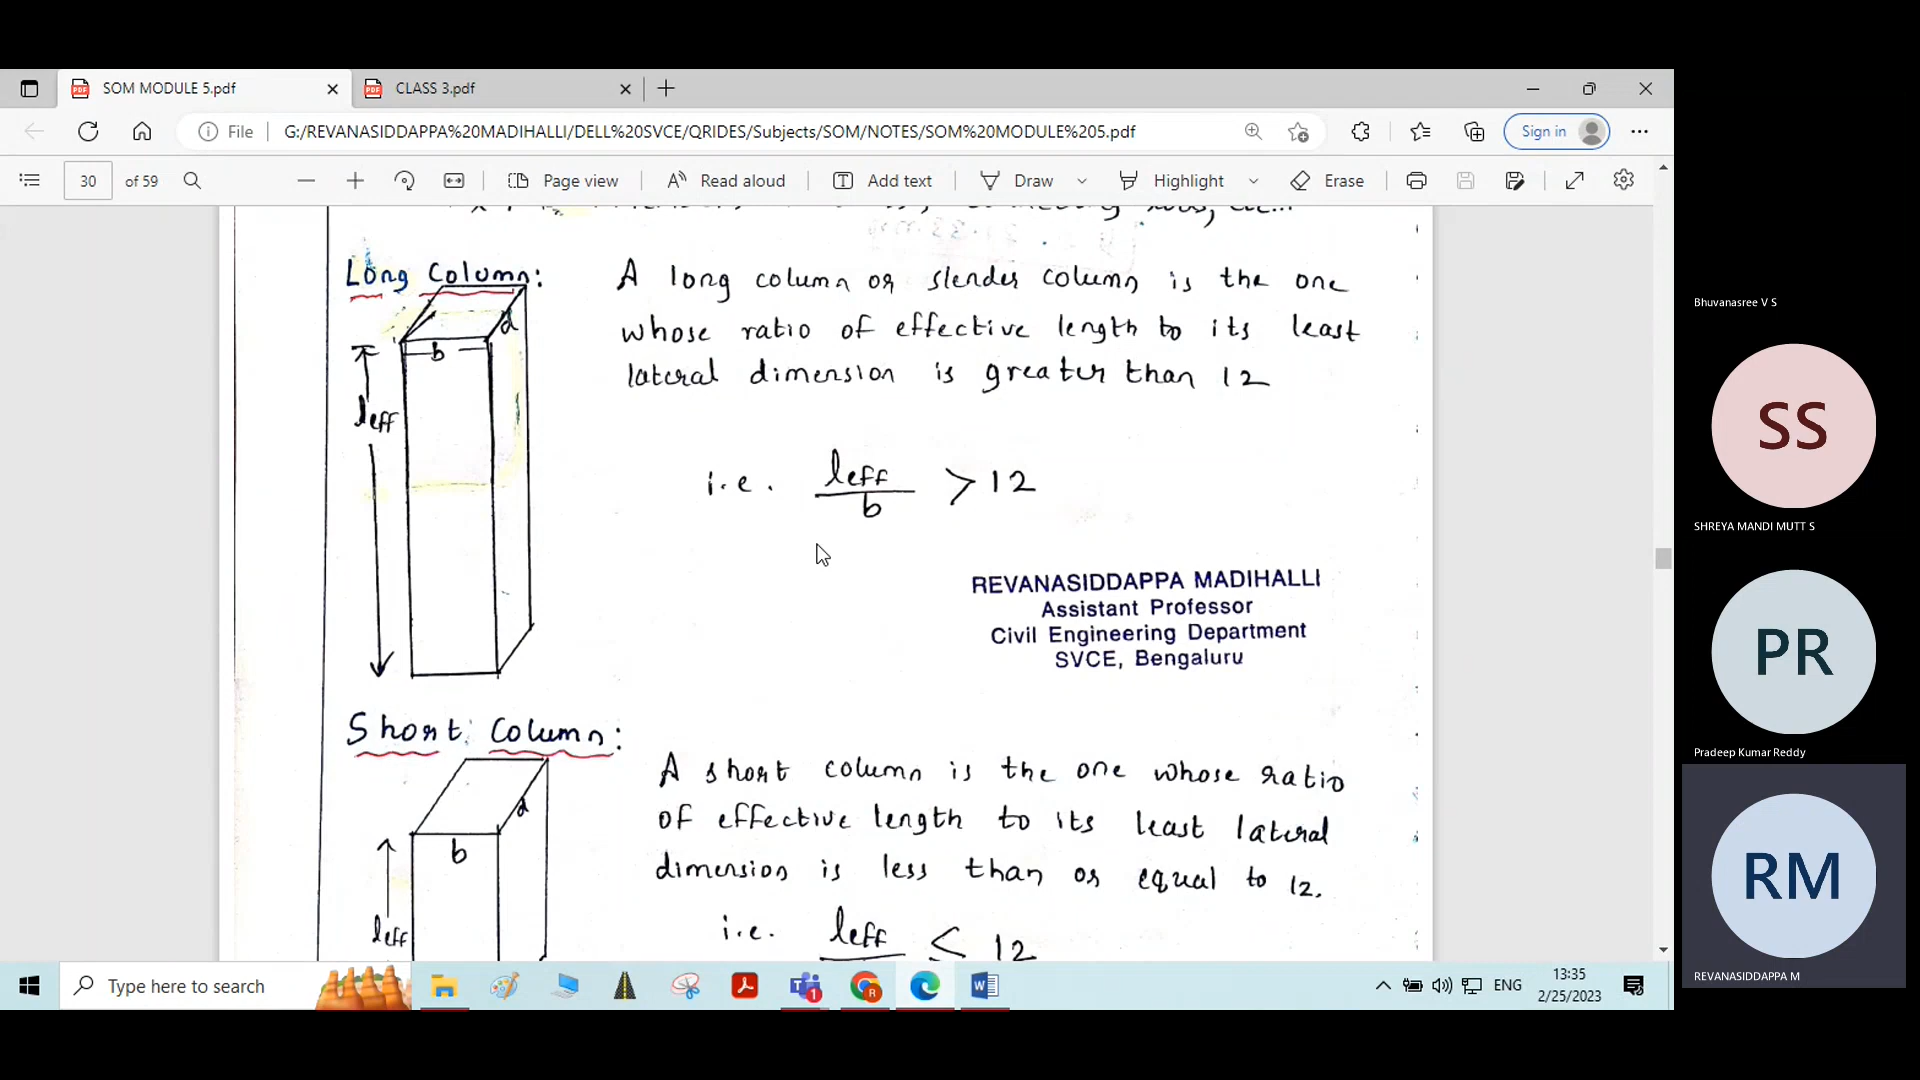 SOM MODULE 5.pdf
CLASS 3.pdf
File
G:/REVANASIDDAPPA%20MADIHALLI/DELL%20SVCE/QRIDES/Subjects/SOM/NOTES/SOM%20MODULE%205.pdf
Sign in
30 of 59
Page view
Read aloud
Add text
Draw
Highlight
Erase
Long Column:
A long column or slender column is the one
whose ratio of effective length to its least
lateral dimension is greater than 12
d
b
leff
i.e. leff/b > 12
REVANASIDDAPPA MADIHALLI
Assistant Professor
Civil Engineering Department
SVCE, Bengaluru
Short Column:
A short column is the one whose ratio
of effective length to its least lateral
dimension is less than or equal to 12.
d
b
leff
i.e. leff ≤ 12
Bhuvanasree V S
SS
SHREYA MANDI MUTT S
PR
Pradeep Kumar Reddy
RM
REVANASIDDAPPA M
Type here to search
1
R
ENG
13:35
2/25/2023